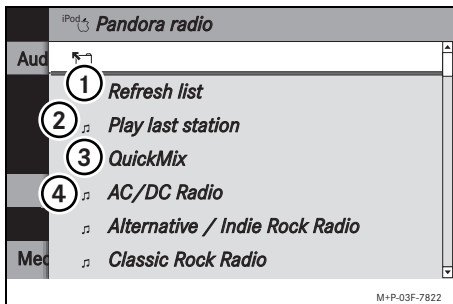 iPod Pandora radio
Aud
1 Refresh list
2 ♫ Play last station
3 QuickMix
4 ♫ AC/DC Radio
♫ Alternative / Indie Rock Radio
Med ♫ Classic Rock Radio
M+P-03F-7822